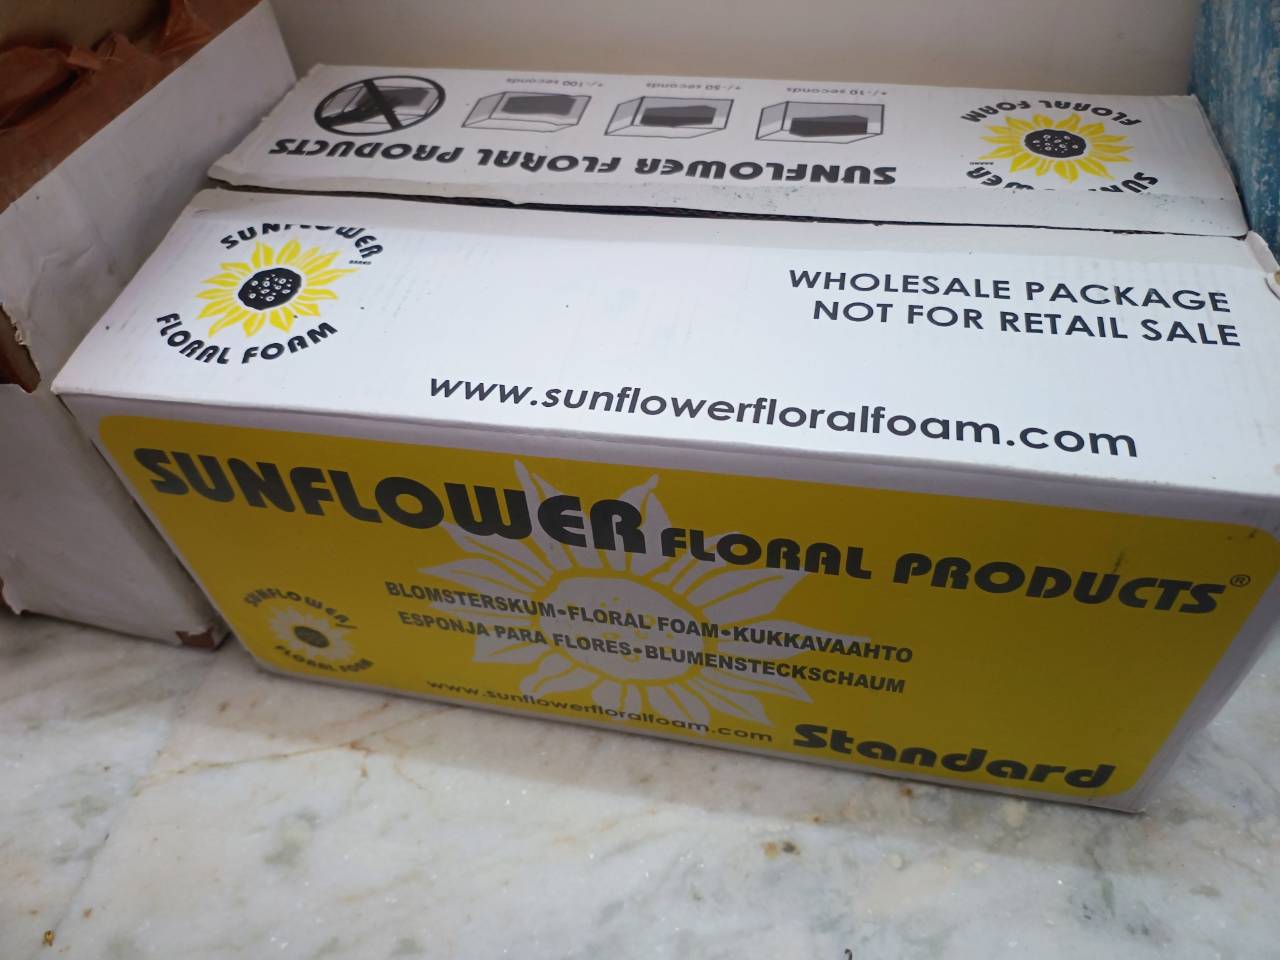 +/-10 seconds
+/-50 seconds
+/-100 seconds
SUNFLOWER FLORAL PRODUCTS
SUNFLOWER
BRAND
FLORAL FOAM
SUNFLOWER
BRAND
FLORAL FOAM
WHOLESALE PACKAGE
NOT FOR RETAIL SALE
www.sunflowerfloralfoam.com
SUNFLOWER FLORAL PRODUCTS®
BLOMSTERSKUM•FLORAL FOAM•KUKKAVAAHTO
ESPONJA PARA FLORES•BLUMENSTECKSCHAUM
SUNFLOWER
FLORAL FOAM
www.sunflowerfloralfoam.com
Standard